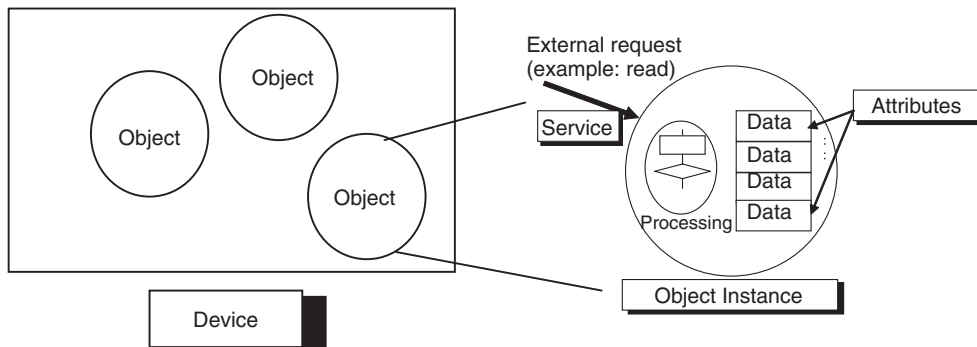 Object
Object
Object
Device
External request
(example: read)
Service
Processing
Data
Data
Data
Data
Attributes
Object Instance